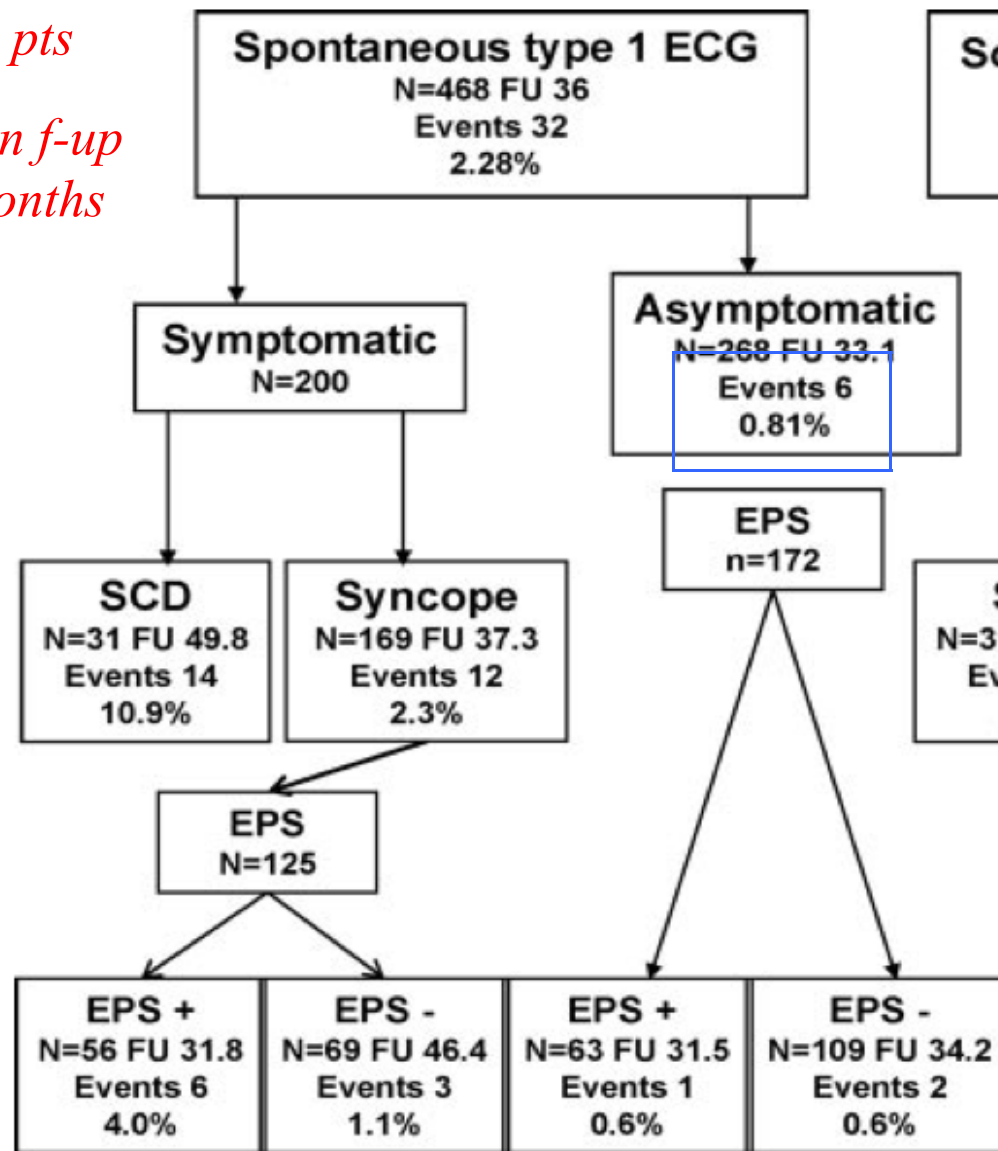 pts
f-up
Spontaneous type 1 ECG
N=468 FU 36
Events 32
2.28%
Symptomatic
N=200
Asymptomatic
N=268 FU 33.1
Events 6
0.81%
SCD
N=31 FU 49.8
Events 14
10.9%
Syncope
N=169 FU 37.3
Events 12
2.3%
EPS
n=172
EPS
N=125
EPS +
N=56 FU 31.8
Events 6
4.0%
EPS -
N=69 FU 46.4
Events 3
1.1%
EPS +
N=63 FU 31.5
Events 1
0.6%
EPS -
N=109 FU 34.2
Events 2
0.6%